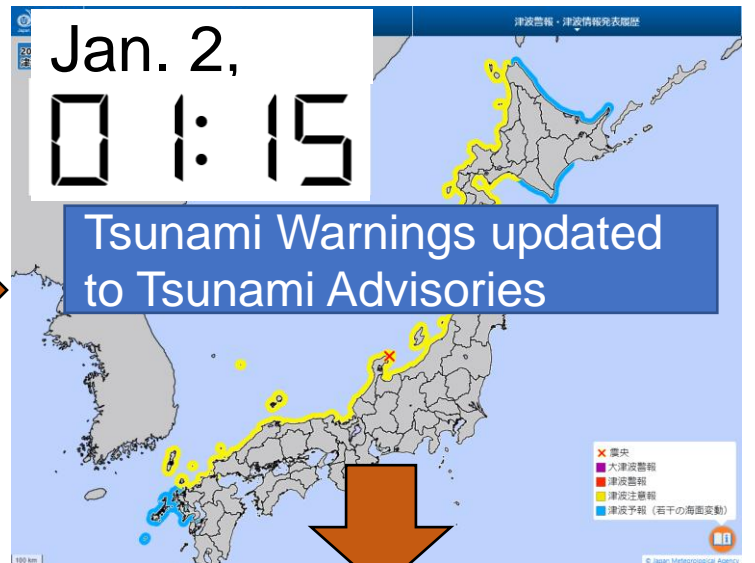 津波警報・津波情報発表履歴
20
津
Jan. 2,
01:15
Tsunami Warnings updated
to Tsunami Advisories
震央
大津波警報
津波警報
津波注意報
津波予報（若干の海面変動）
100 km
© Japan Meteorological Agency